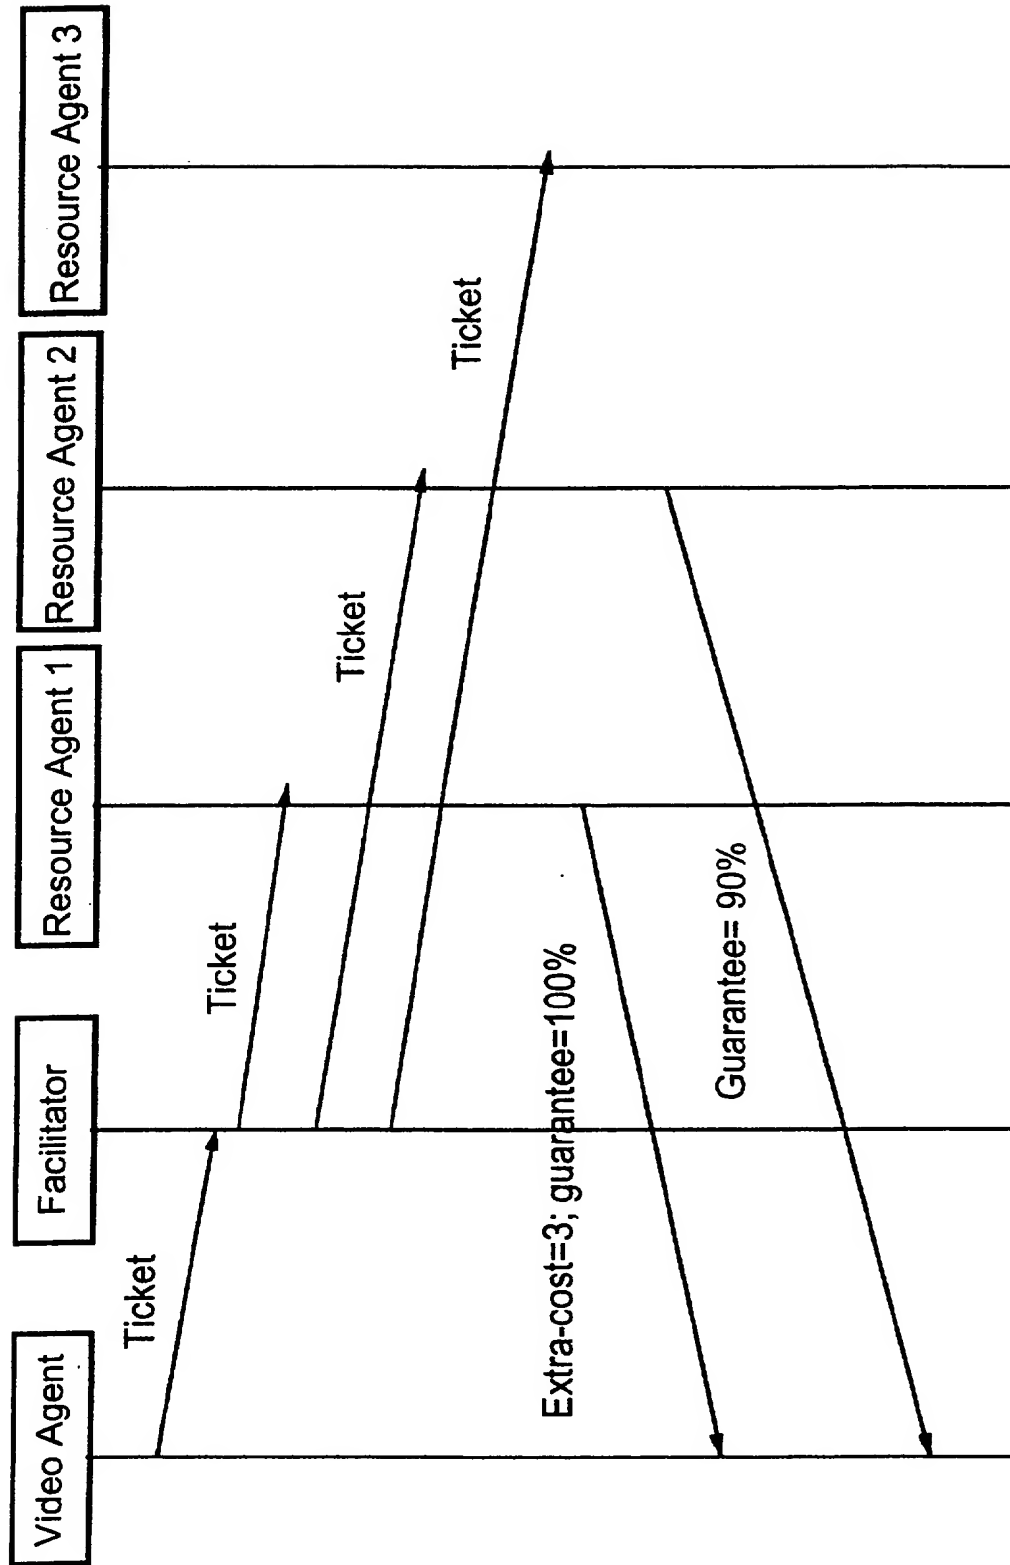 Video Agent
Facilitator
Resource Agent 1
Resource Agent 2
Resource Agent 3
Ticket
Ticket
Ticket
Ticket
Extra-cost=3; guarantee=100%
Guarantee= 90%